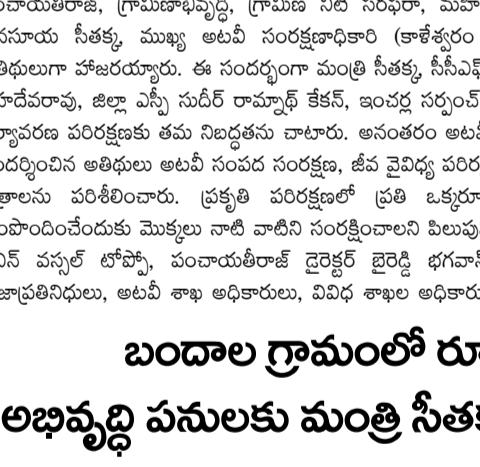 చాయితీరాజ్, గ్రామీణాభివృద్ధి, గ్రామీణ నీటి సరఫరా, మహి
నసూయ సీతక్క, ముఖ్య అటవీ సంరక్షణాధికారి (కాళేశ్వరం
తిథులుగా హాజరయ్యారు. ఈ సందర్భంగా మంత్రి సీతక్క, సీసీఎఫ్
హదేవరావు, జిల్లా ఎస్పీ సుదీర్ రామ్నాథ్ కేకన్, ఇంచర్ల సర్పంచ్
ర్యావరణ పరిరక్షణకు తమ నిబద్ధతను చాటారు. అనంతరం అటవీ
ందర్శించిన అతిథులు అటవీ సంపద సంరక్షణ, జీవ వైవిధ్య పరిర
త్రాలను పరిశీలించారు. ప్రకృతి పరిరక్షణలో ప్రతి ఒక్కరూ
ంపొందించేందుకు మొక్కలు నాటి వాటిని సంరక్షించాలని పిలుపు
విన్ వస్సల్ టోప్పో, పంచాయతీరాజ్ డైరెక్టర్ బైరెడ్డి భగవాన్
జాప్రతినిధులు, అటవీ శాఖ అధికారులు, వివిధ శాఖల అధికారు
బందాల గ్రామంలో రూ
అభివృద్ధి పనులకు మంత్రి సీతక